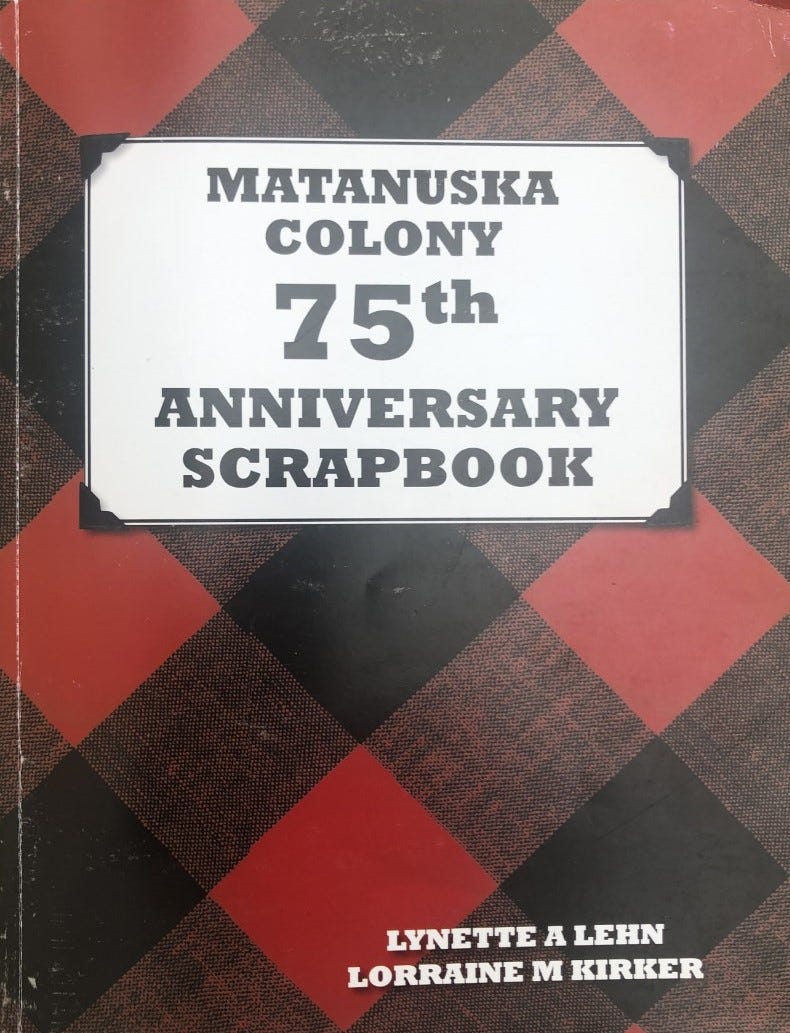 MATANUSKA
COLONY
75th
ANNIVERSARY
SCRAPBOOK
LYNETTE A LEHN
LORRAINE M KIRKER